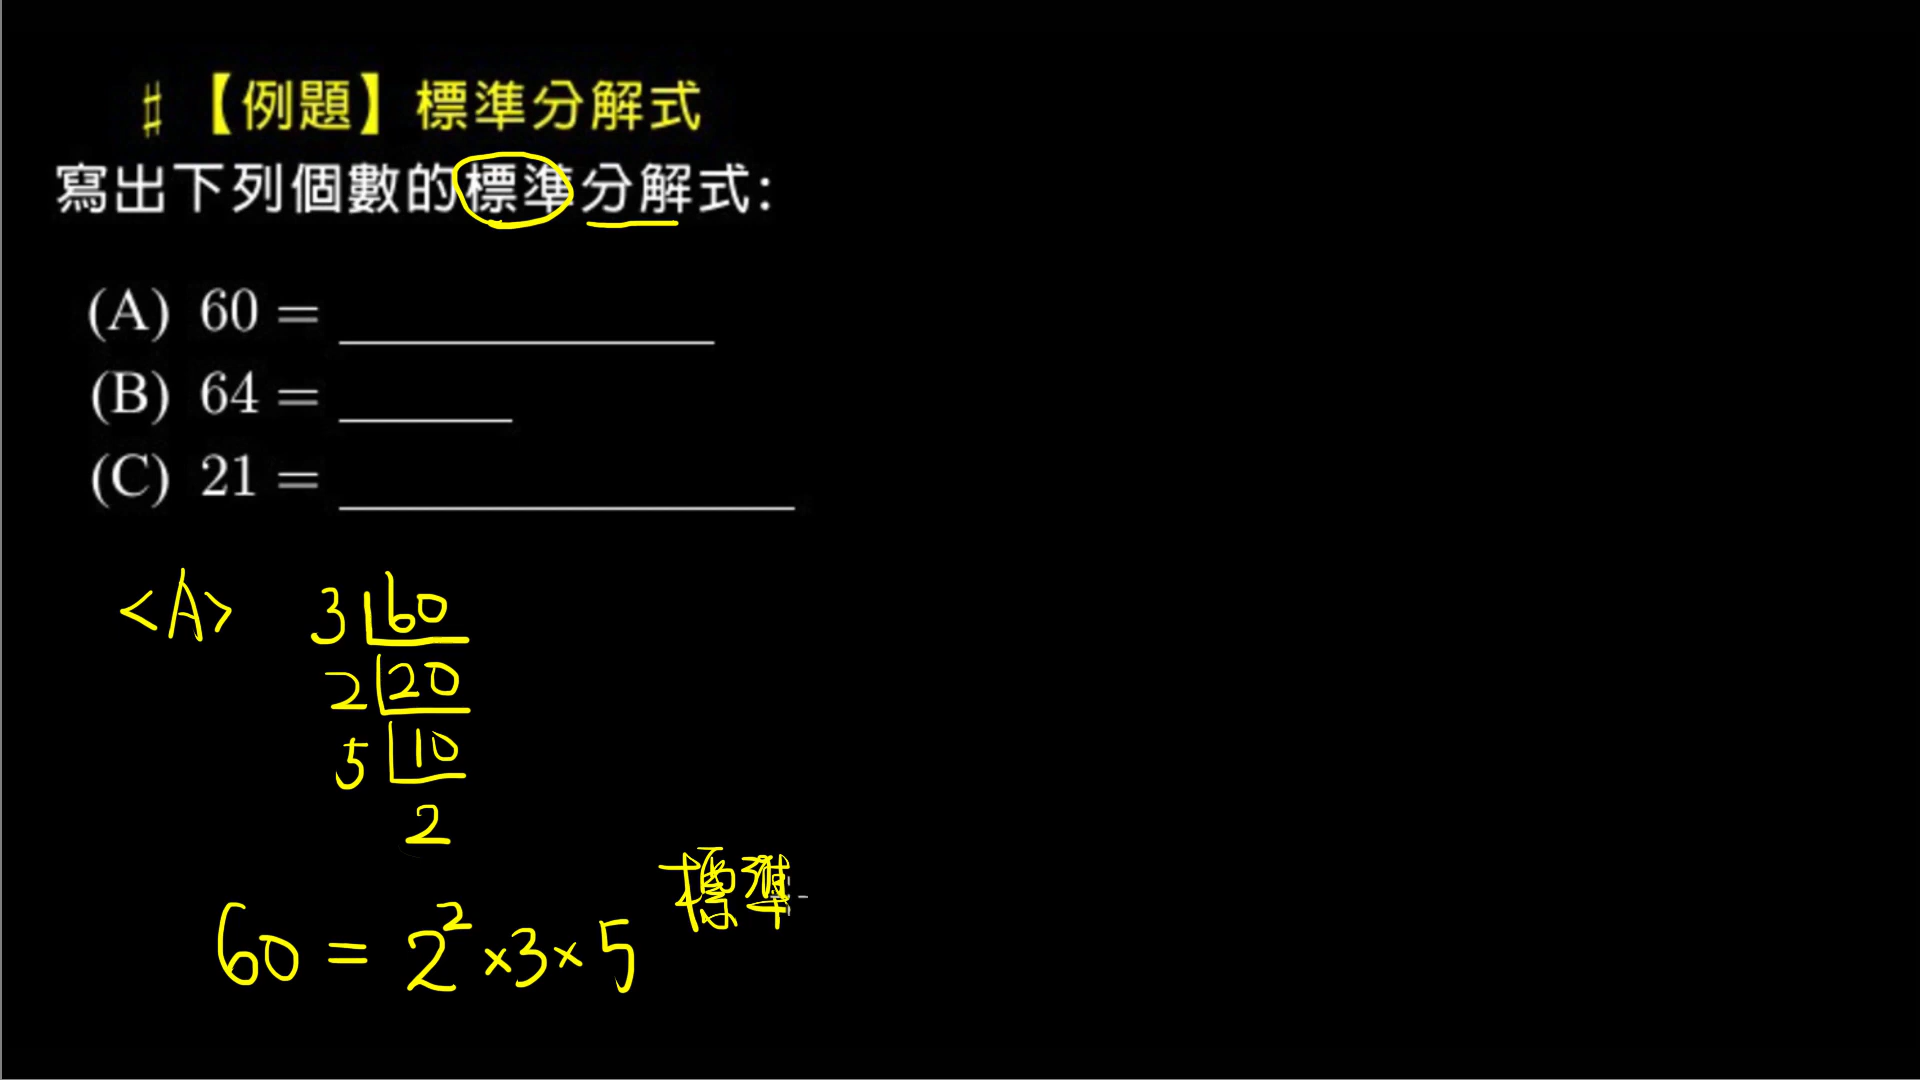 ♯【例題】標準分解式
寫出下列個數的標準分解式:
(A) 60 = 
(B) 64 = 
(C) 21 = 
<A>
3 60
2 20
5 10
2
標準
60 = 2² × 3 × 5